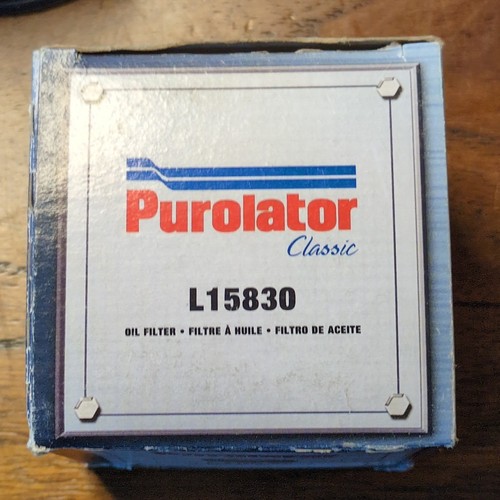 Purolator
Classic
L15830
OIL FILTER • FILTRE À HUILE • FILTRO DE ACEITE